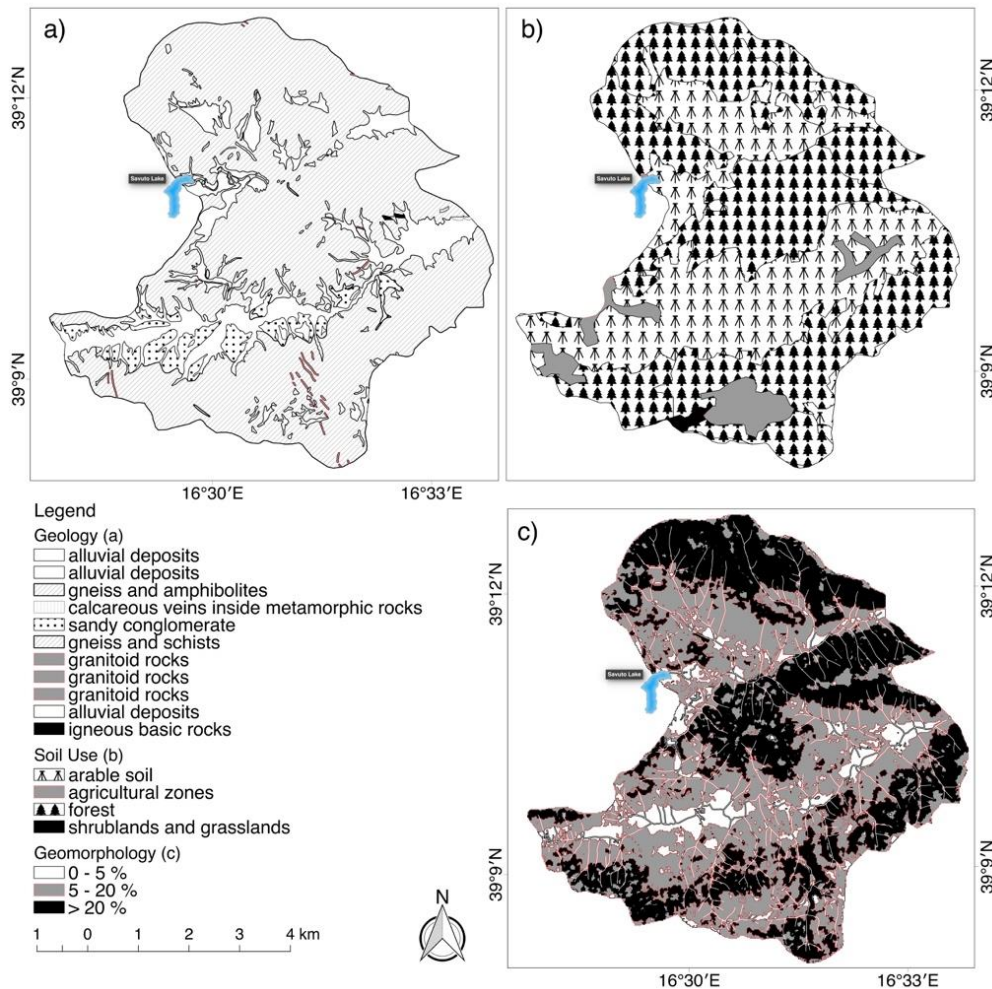 a)
39°12′N
Savuto Lake
39°9′N
16°30′E
16°33′E
b)
39°12′N
Savuto Lake
39°9′N
Legend
Geology (a)
alluvial deposits
alluvial deposits
gneiss and amphibolites
calcareous veins inside metamorphic rocks
sandy conglomerate
gneiss and schists
granitoid rocks
granitoid rocks
granitoid rocks
alluvial deposits
igneous basic rocks
Soil Use (b)
arable soil
agricultural zones
forest
shrublands and grasslands
Geomorphology (c)
0 - 5 %
5 - 20 %
> 20 %
1 0 1 2 3 4 km
N
c)
39°12′N
Savuto Lake
39°9′N
16°30′E
16°33′E